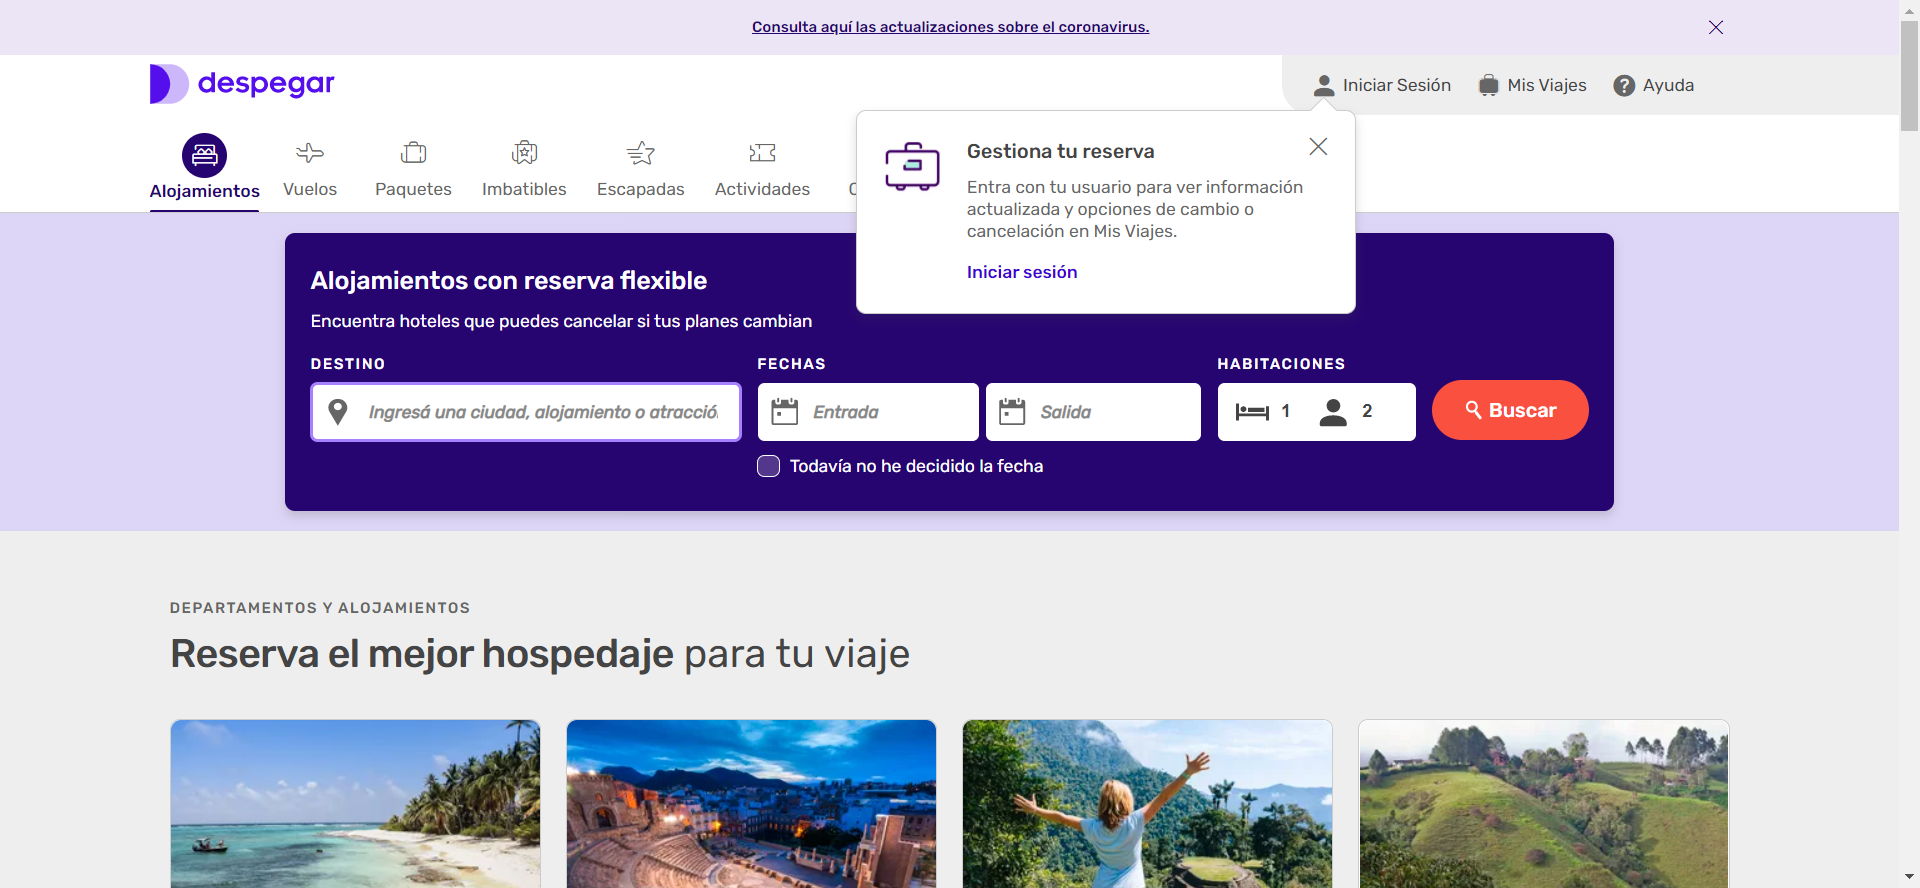 Consulta aquí las actualizaciones sobre el coronavirus.
despegar
Iniciar Sesión
Mis Viajes
Ayuda
Alojamientos
Vuelos
Paquetes
Imbatibles
Escapadas
Actividades
Gestiona tu reserva
Entra con tu usuario para ver información
actualizada y opciones de cambio o
cancelación en Mis Viajes.
Iniciar sesión
Alojamientos con reserva flexible
Encuentra hoteles que puedes cancelar si tus planes cambian
DESTINO
FECHAS
HABITACIONES
Ingresá una ciudad, alojamiento o
Entrada
Salida
1
2
Buscar
Todavía no he decidido la fecha
DEPARTAMENTOS Y ALOJAMIENTOS
Reserva el mejor hospedaje para tu viaje